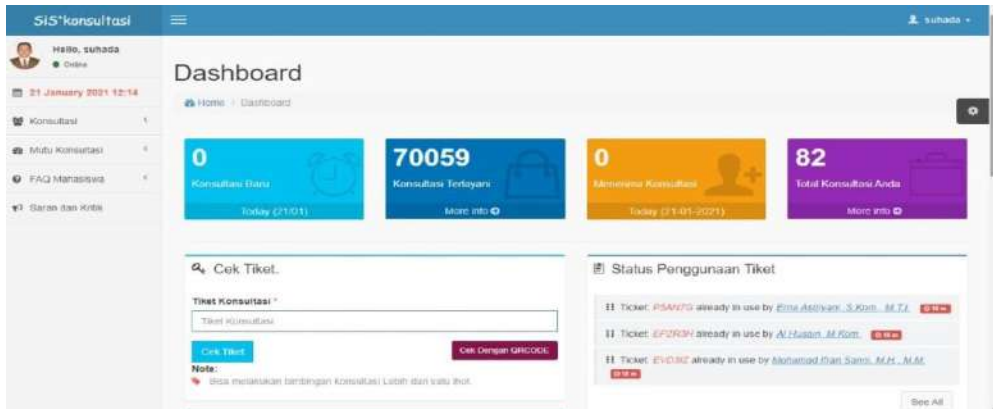 SiS+konsultasi
suhada
Hallo, suhada
Online
21 January 2021 12:14
Konsultasi
Mutu Konsultasi
FAQ Mahasiswa
Saran dan Kritik
Dashboard
Home / Dashboard
0
Konsultasi Baru
Today (21/01)
70059
Konsultasi Terlayani
More info
0
Menerima Konsultasi
Today (21-01-2021)
82
Total Konsultasi Anda
More info
Cek Tiket.
Tiket Konsultasi *
Tiket Konsultasi
Cek Tiket
Cek Dengan QRCODE
Note:
Bisa melakukan bimbingan konsultasi Lebih dari satu
Status Penggunaan Tiket
Ticket: already in use by M.T.I.
Ticket: EFZR3H already in use by M.Kom.
Ticket: already in use by Mohamad M.H., M.M.
See All